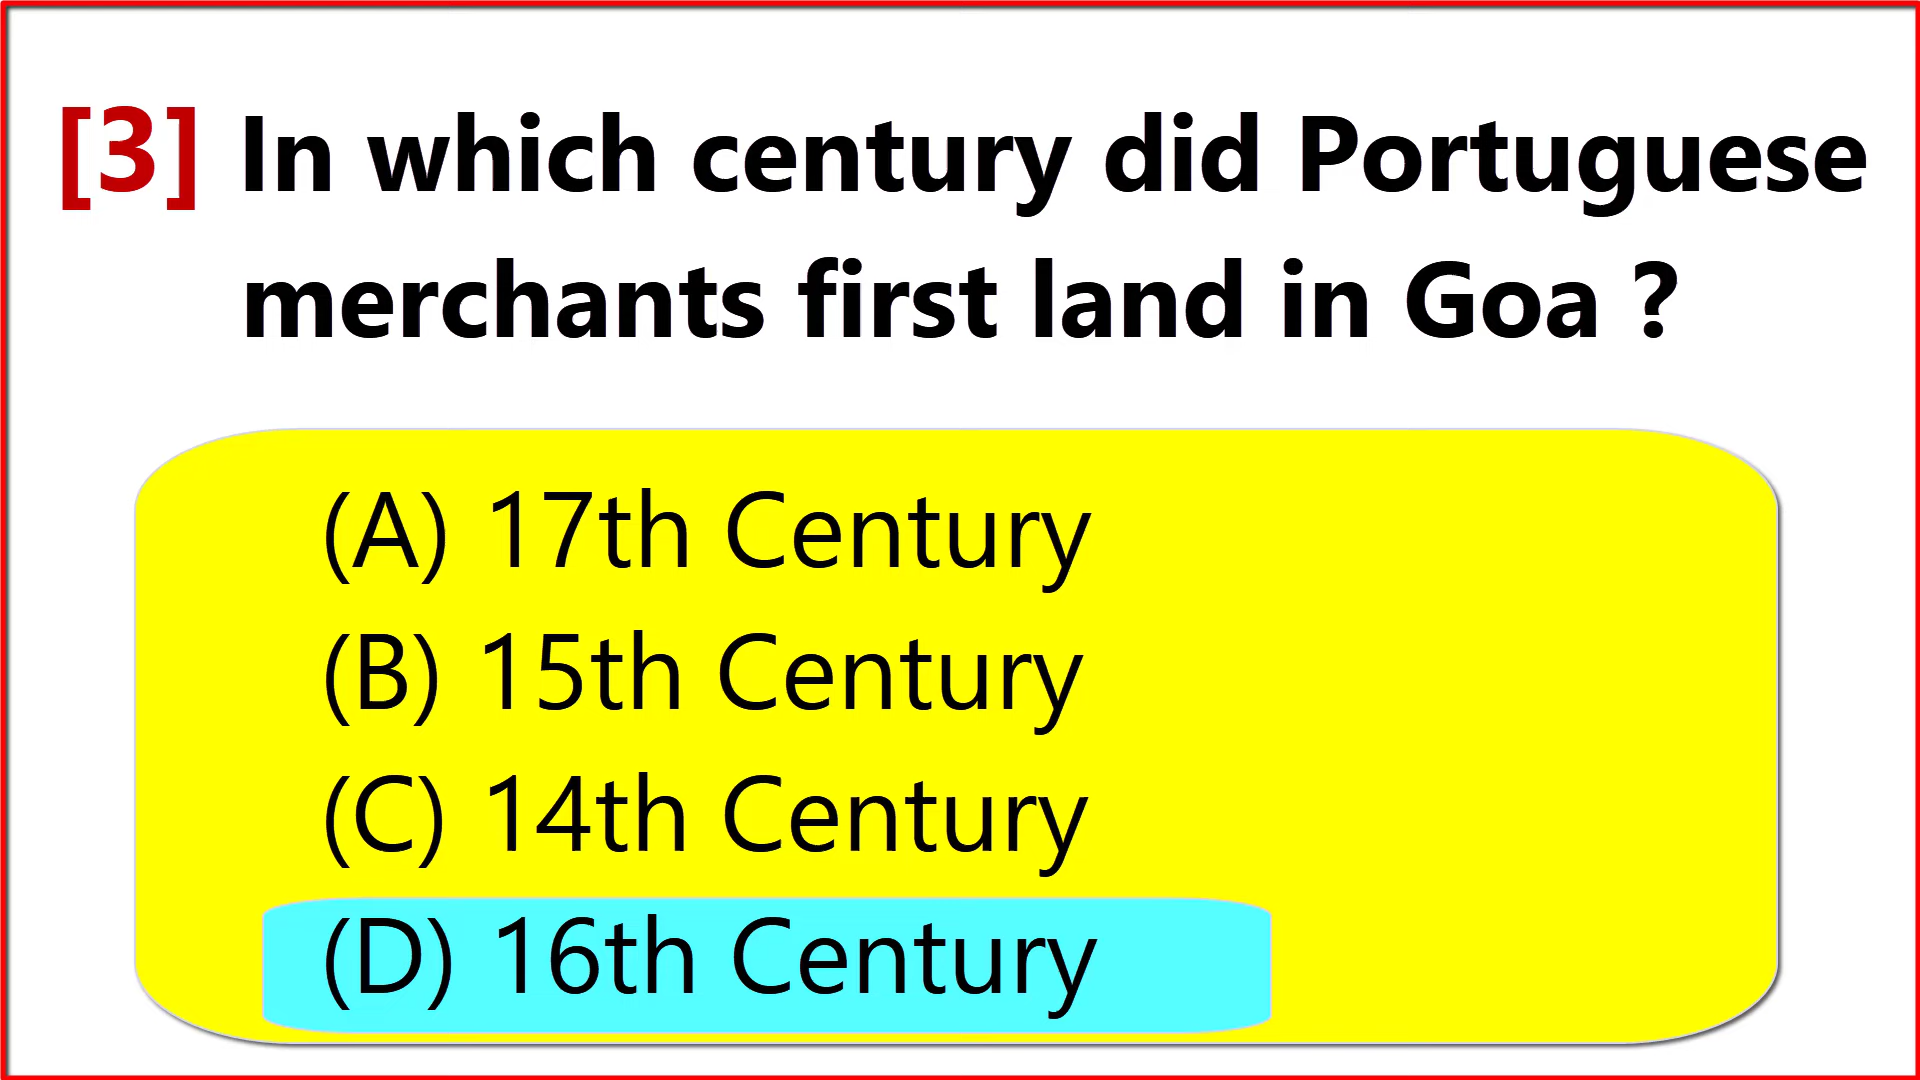 [3] In which century did Portuguese
merchants first land in Goa ?
(A) 17th Century
(B) 15th Century
(C) 14th Century
(D) 16th Century